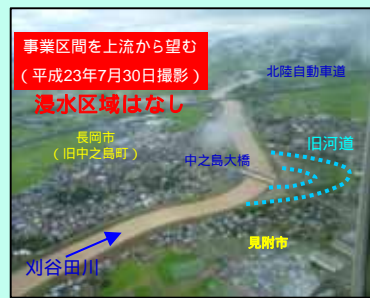 事業区間を上流から望む
（平成23年7月30日撮影）
浸水区域はなし
北陸自動車道
長岡市
（旧中之島町）
中之島大橋
旧河道
見附市
刈谷田川